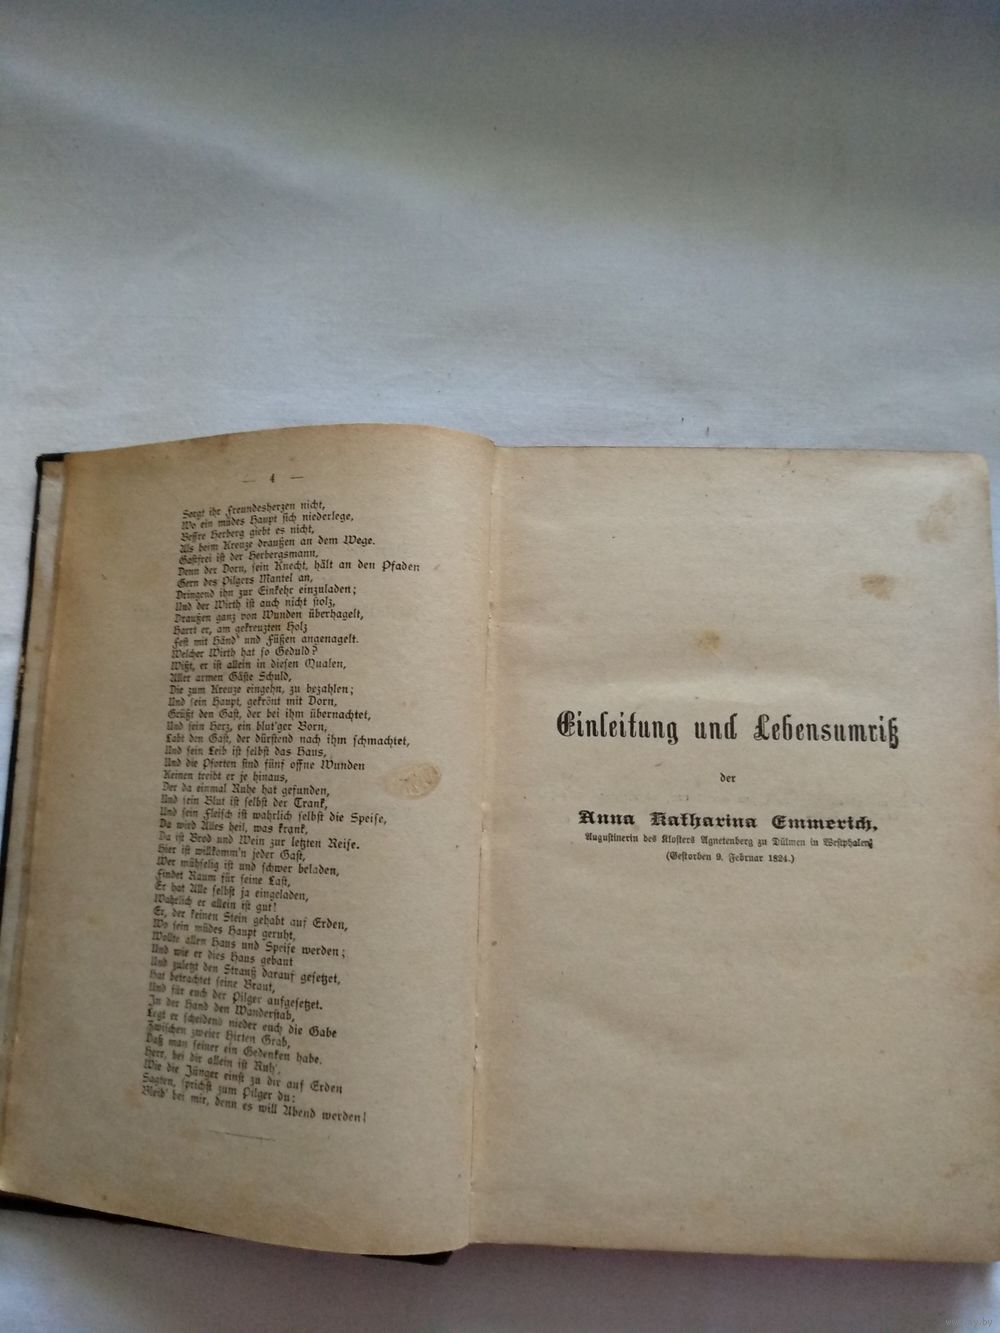 — 4 —
Sorgt ihr Freundesherzen nicht,
Wo ein müdes Haupt sich niederlege,
Beßre Herberg giebt es nicht,
Als beim Kreuze draußen an dem Wege.
Gastfrei ist der Herbergsmann,
Denn der Dorn, sein Knecht, hält an den Pfaden
Gern des Pilgers Mantel an,
Dringend ihn zur Einkehr einzuladen;
Und der Wirth ist auch nicht stolz,
Draußen ganz von Wunden überhagelt,
Harrt er, am gekreuzten Holz
Fest mit Händ' und Füßen angenagelt.
Welcher Wirth hat so Geduld?
Wißt, er ist allein in diesen Qualen,
Aller armen Gäste Schuld,
Die zum Kreuze eingehn, zu bezahlen;
Und sein Haupt, gekrönt mit Dorn,
Grüßt den Gast, der bei ihm übernachtet,
Und sein Herz, ein blut'ger Born,
Labt den Gast, der dürstend nach ihm schmachtet,
Und sein Leib ist selbst das Haus,
Und die Pforten sind fünf offne Wunden
Keinen treibt er je hinaus,
Der da einmal Ruhe hat gefunden,
Und sein Blut ist selbst der Trank,
Und sein Fleisch ist wahrlich selbst die Speise,
Da wird Alles heil, was krank,
Da ist Brod und Wein zur letzten Reise.
Hier ist willkomm'n jeder Gast,
Wer mühselig ist und schwer beladen,
Findet Raum für seine Last,
Er hat Alle selbst ja eingeladen,
Wahrlich er allein ist gut!
Er, der keinen Stein gehabt auf Erden,
Wo sein müdes Haupt geruht,
Wollte allen Haus und Speise werden;
Und wie er dies Haus gebaut
Und zuletzt den Strauß darauf gesetzet,
Hat betrachtet seine Braut,
Und für euch der Pilger aufgesetzet.
In der Hand den Wanderstab,
Legt er scheidend nieder euch die Gabe
Zwischen zweier Hirten Grab,
Daß man seiner ein Gedenken habe.
Herr, bei dir allein ist Ruh',
Wie die Jünger einst zu dir auf Erden
Sagten, sprichst zum Pilger du:
Bleib' bei mir, denn es will Abend werden!
Einleitung und Lebensumriß
der
Anna Katharina Emmerich,
Augustinerin des Klosters Agnetenberg zu Dülmen in Westphalen
(Gestorben 9. Februar 1824.)